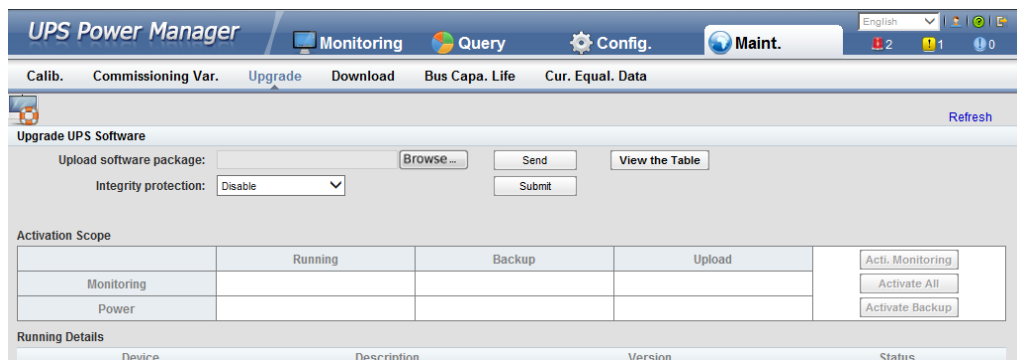 UPS Power Manager
English
Monitoring Query Config. Maint.
2 1 0
Calib. Commissioning Var. Upgrade Download Bus Capa. Life Cur. Equal. Data
Refresh
Upgrade UPS Software
Upload software package: Browse... Send View the Table
Integrity protection: Disable Submit
Activation Scope
Running Backup Upload Acti. Monitoring
Monitoring Activate All
Power Activate Backup
Running Details
Device Description Version Status